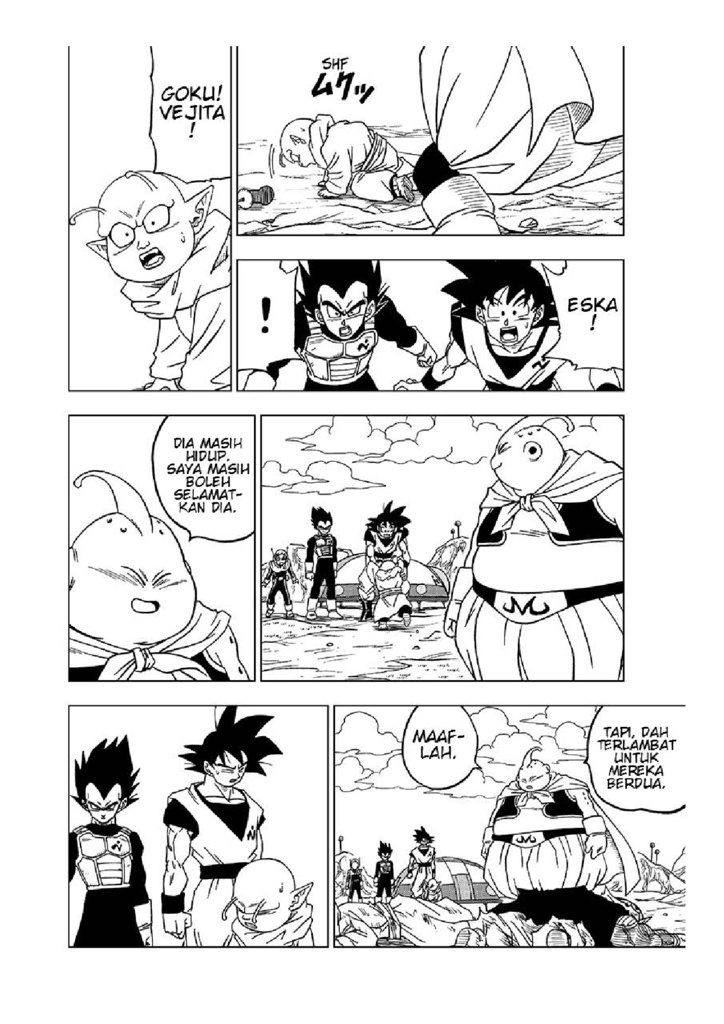 GOKU!
VEJITA
!
SHF
ムクッ
!
ESKA
!
DIA MASIH
HIDUP.
SAYA MASIH
BOLEH
SELAMAT-
KAN DIA.
M
MAAF-
LAH.
TAPI, DAH
TERLAMBAT
UNTUK
MEREKA
BERDUA.